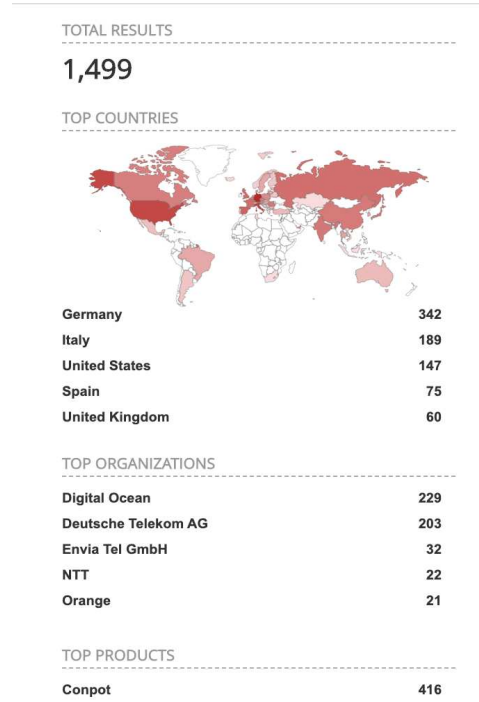 TOTAL RESULTS
1,499
TOP COUNTRIES
Germany 342
Italy 189
United States 147
Spain 75
United Kingdom 60
TOP ORGANIZATIONS
Digital Ocean 229
Deutsche Telekom AG 203
Envia Tel GmbH 32
NTT 22
Orange 21
TOP PRODUCTS
Conpot 416